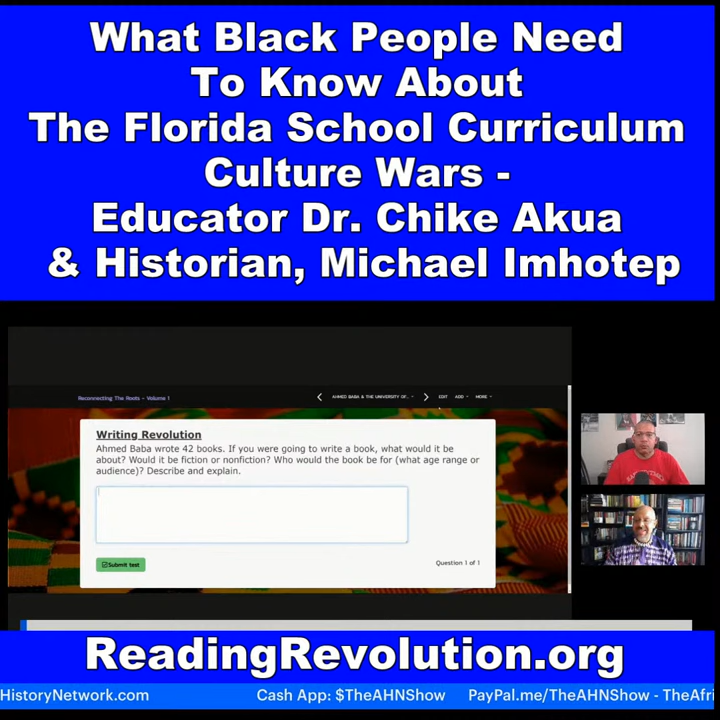 What Black People Need
To Know About
The Florida School Curriculum
Culture Wars -
Educator Dr. Chike Akua
& Historian, Michael Imhotep
Reconnecting The Roots - Volume 1
AHMED BABA & THE UNIVERSITY OF..
EDIT
ADD
MORE
Writing Revolution
Ahmed Baba wrote 42 books. If you were going to write a book, what would it be
about? Would it be fiction or nonfiction? Who would the book be for (what age range or
audience)? Describe and explain.
Submit test
Question 1 of 1
ReadingRevolution.org
HistoryNetwork.com Cash App: $TheAHNShow PayPal.me/TheAHNShow - TheAfri